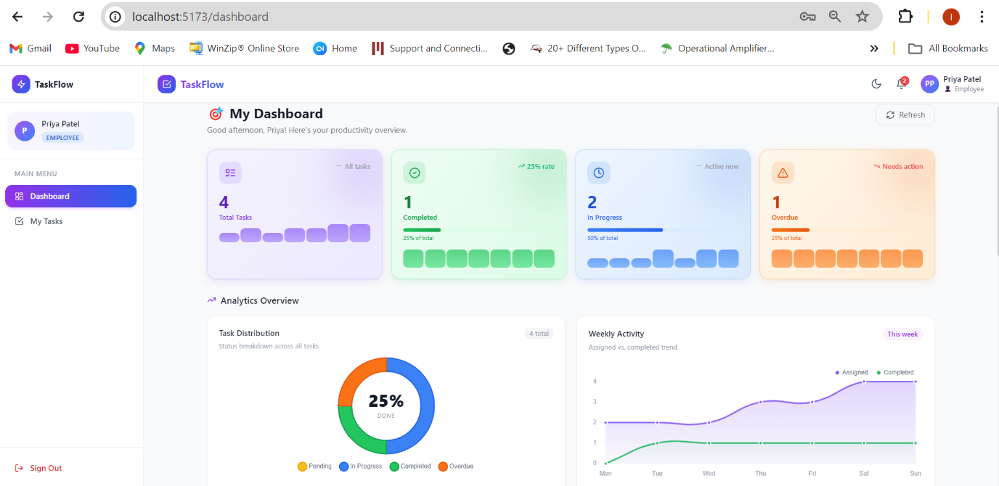 localhost:5173/dashboard
I
Gmail
YouTube
Maps
WinZip® Online Store
Home
Support and Connecti...
20+ Different Types O...
Operational Amplifier...
»
All Bookmarks
TaskFlow
TaskFlow
2
PP
Priya Patel
Employee
P
Priya Patel
EMPLOYEE
MAIN MENU
Dashboard
My Tasks
Sign Out
My Dashboard
Good afternoon, Priya! Here's your productivity overview.
Refresh
— All tasks
4
Total Tasks
25% rate
1
Completed
25% of total
— Active now
2
In Progress
50% of total
Needs action
1
Overdue
25% of total
Analytics Overview
Task Distribution
4 total
Status breakdown across all tasks
25%
DONE
Pending In Progress Completed Overdue
Weekly Activity
This week
Assigned vs. completed trend
Assigned Completed
4
3
2
1
0
Mon Tue Wed Thu Fri Sat Sun